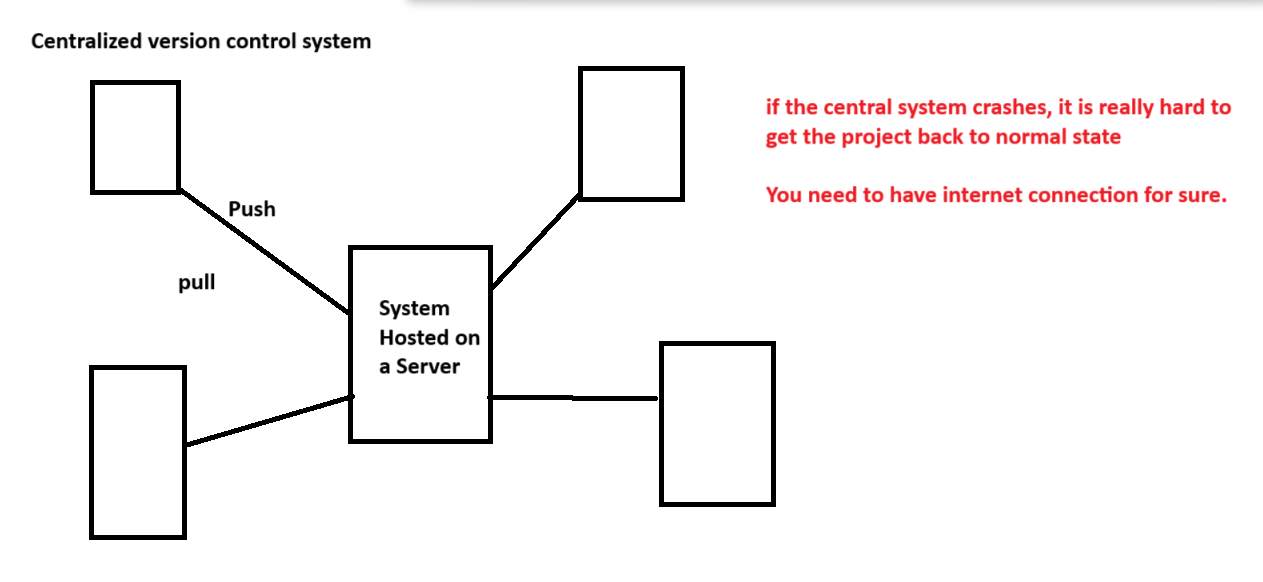 Centralized version control system
if the central system crashes, it is really hard to
get the project back to normal state
You need to have internet connection for sure.
Push
pull
System
Hosted on
a Server